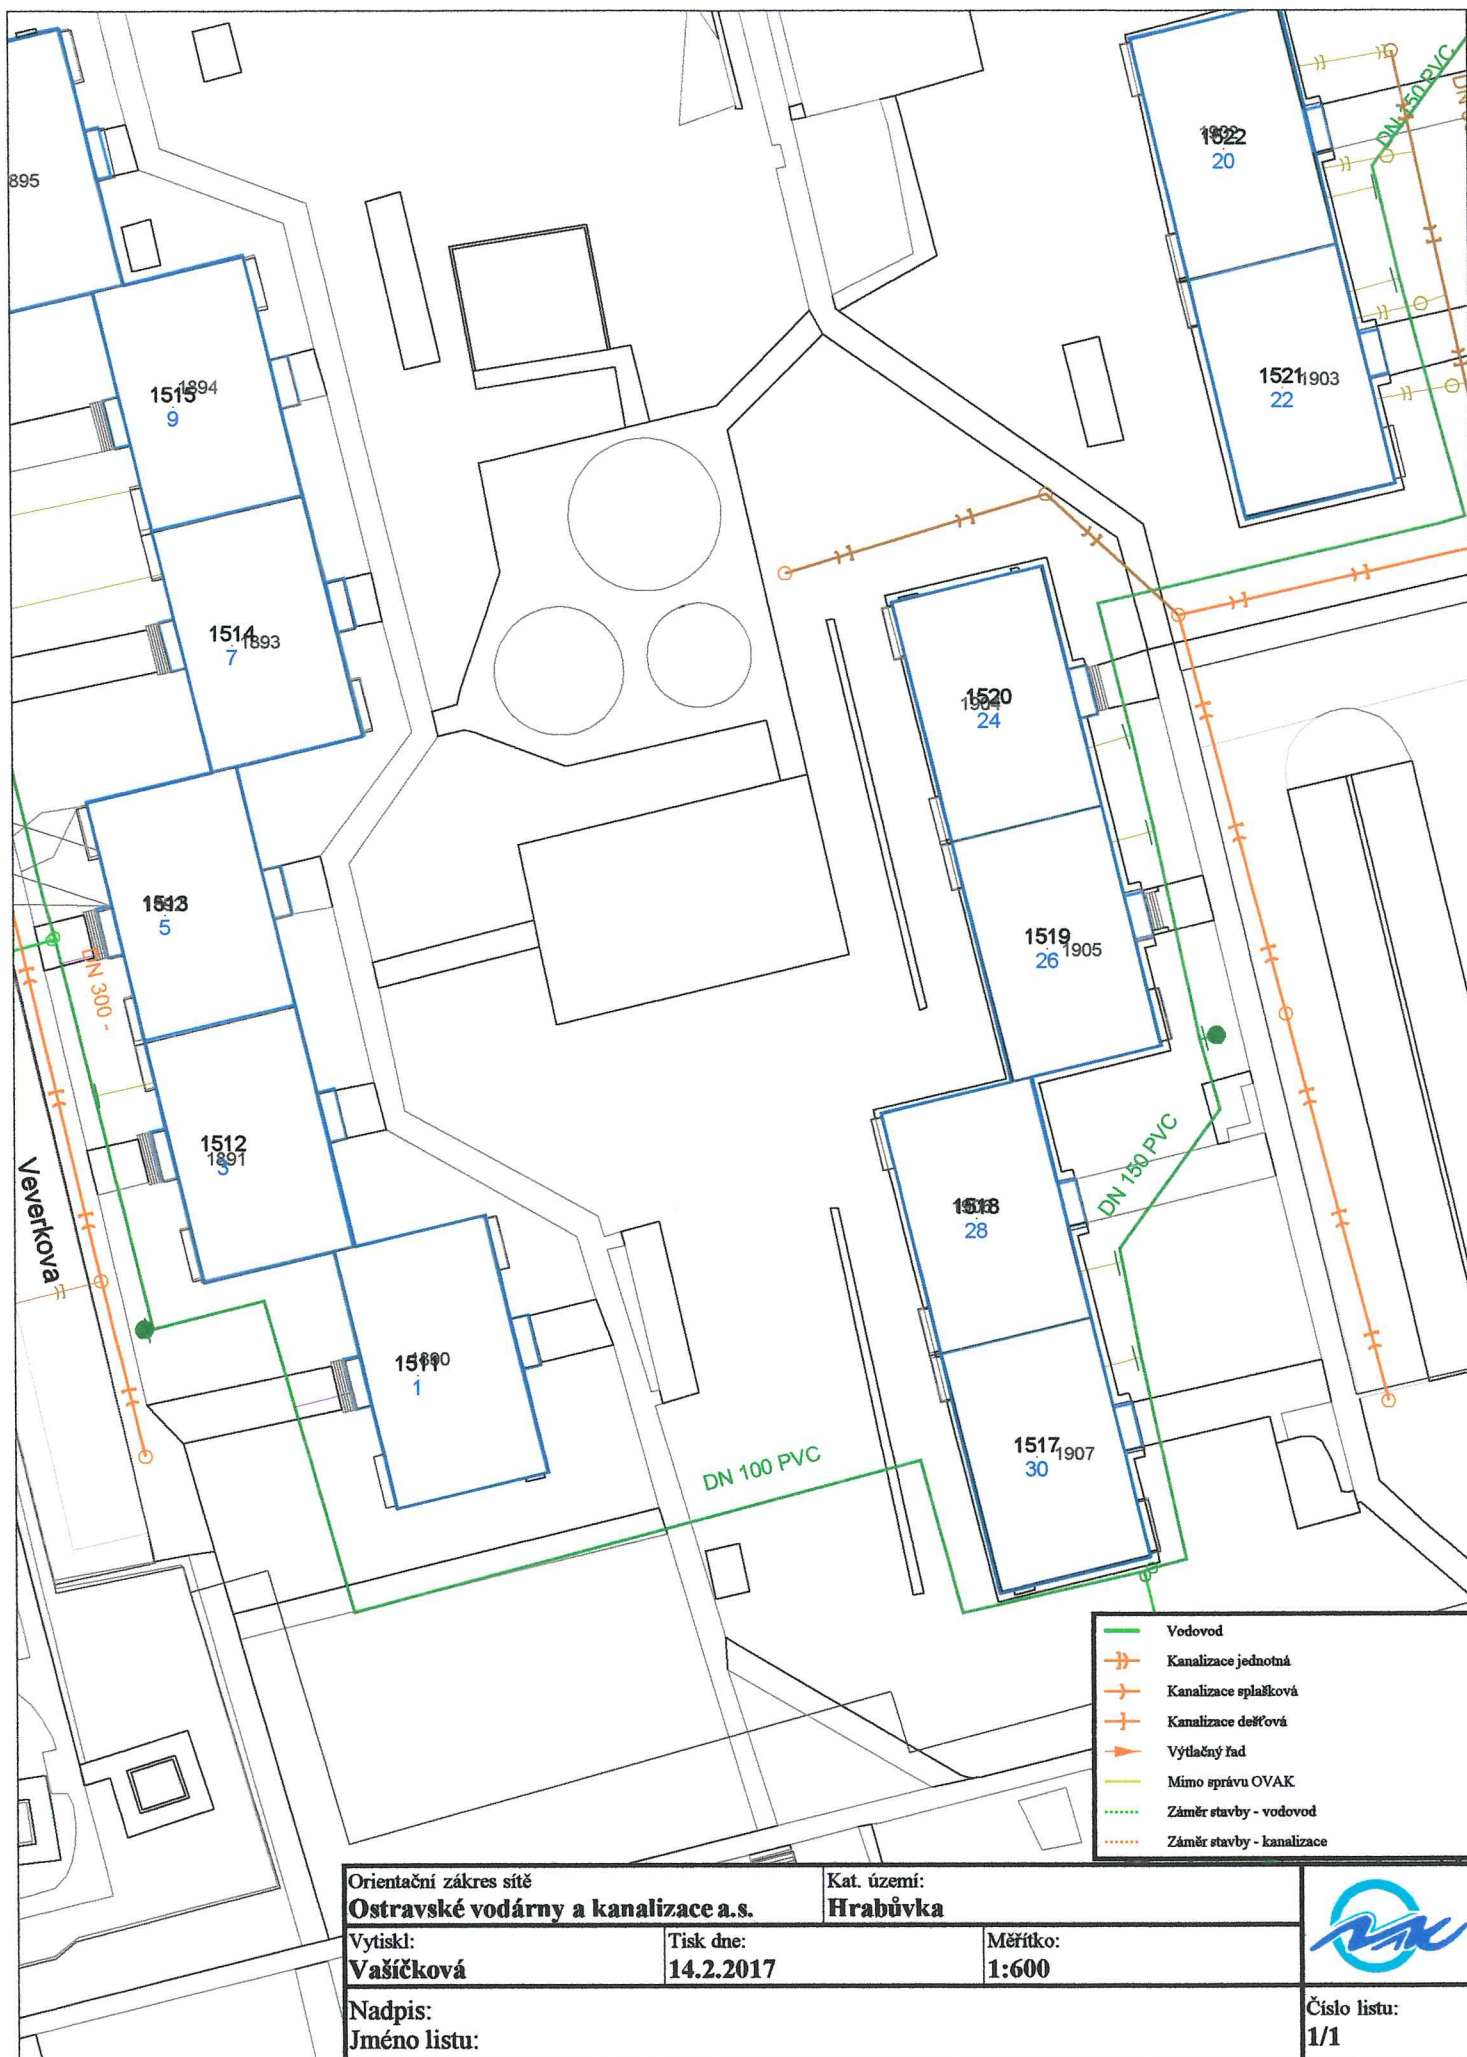 DN 150 PVC
1522
20
895
1515
1894
9
1521
1903
22
1514
1893
7
1520
1904
24
1513
5
1519
1905
26
DN 300 -
1512
1891
3
DN 150 PVC
Veverkova
1518
28
1511
1890
1
1517
1907
30
DN 100 PVC
Vodovod
Kanalizace jednotná
Kanalizace splašková
Kanalizace dešťová
Výtlačný řad
Mimo správu OVAK
Záměr stavby - vodovod
Záměr stavby - kanalizace
Orientační zákres sítě
Ostravské vodárny a kanalizace a.s.
Kat. území:
Hrabůvka
Vytiskl:
Vašíčková
Tisk dne:
14.2.2017
Měřítko:
1:600
Nadpis:
Jméno listu:
Číslo listu:
1/1